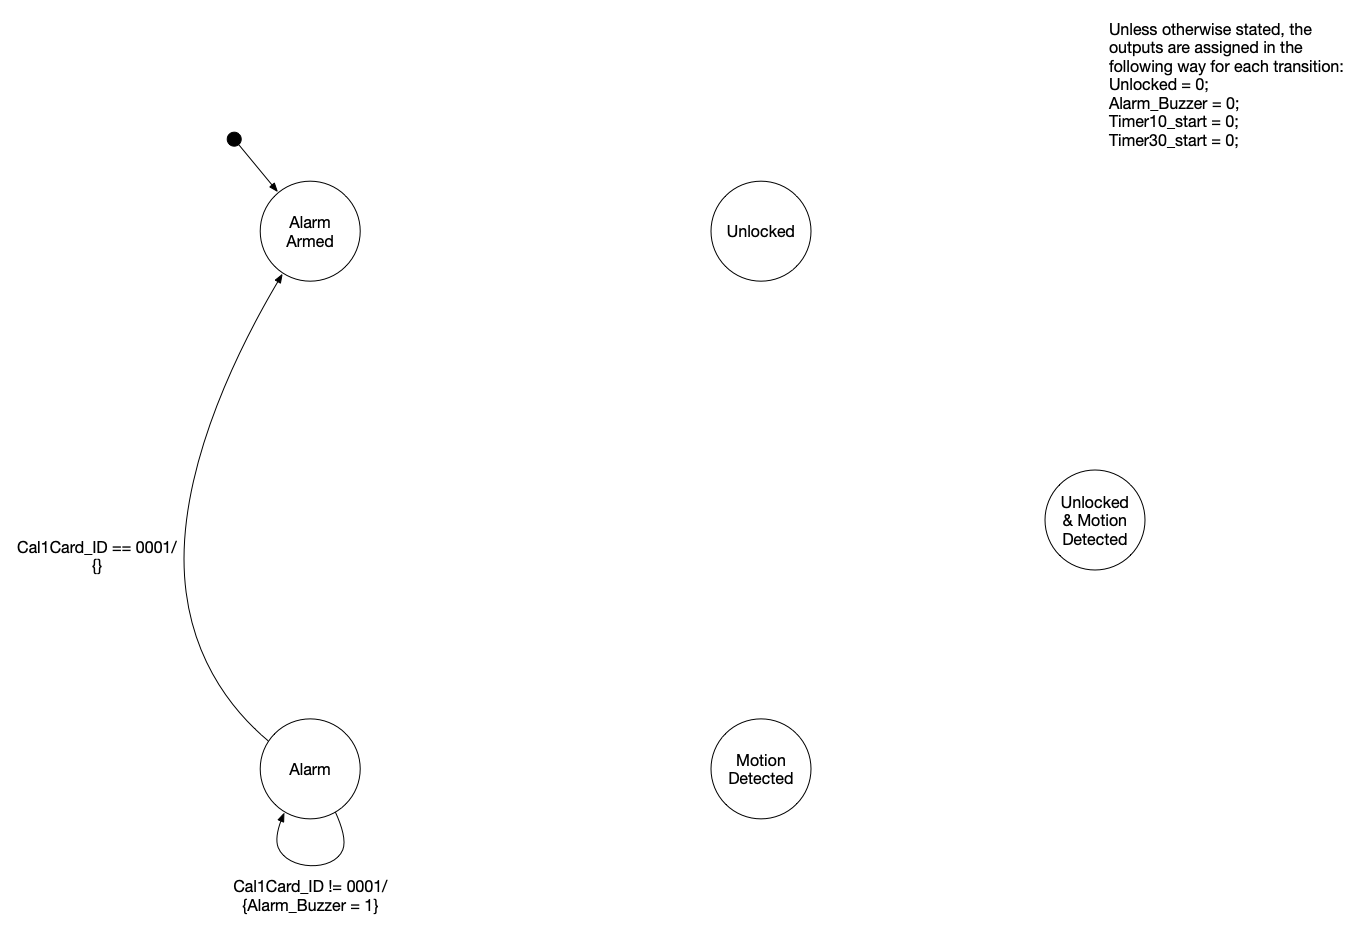 Unless otherwise stated, the
outputs are assigned in the
following way for each transition:
Unlocked = 0;
Alarm_Buzzer = 0;
Timer10_start = 0;
Timer30_start = 0;
Alarm
Armed
Unlocked
Unlocked
& Motion
Detected
Cal1Card_ID == 0001/
{}
Alarm
Motion
Detected
Cal1Card_ID != 0001/
{Alarm_Buzzer = 1}